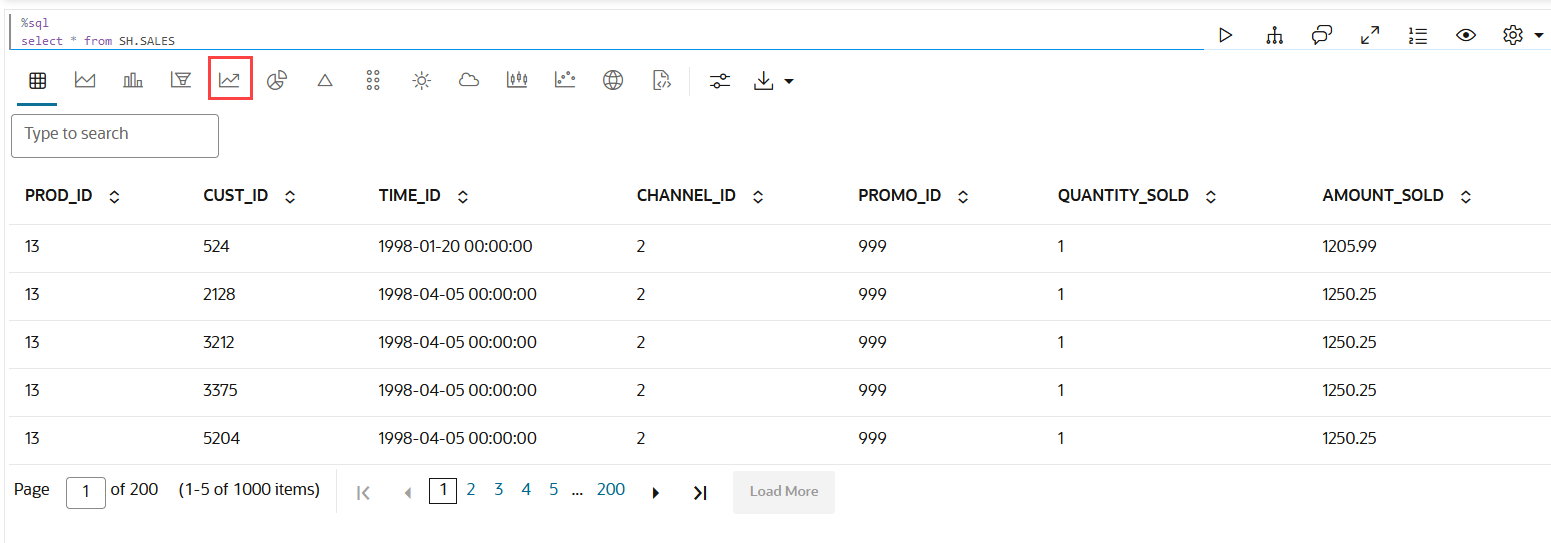 %sql
select * from SH.SALES
Type to search
PROD_ID CUST_ID TIME_ID CHANNEL_ID PROMO_ID QUANTITY_SOLD AMOUNT_SOLD
13 524 1998-01-20 00:00:00 2 999 1 1205.99
13 2128 1998-04-05 00:00:00 2 999 1 1250.25
13 3212 1998-04-05 00:00:00 2 999 1 1250.25
13 3375 1998-04-05 00:00:00 2 999 1 1250.25
13 5204 1998-04-05 00:00:00 2 999 1 1250.25
Page 1 of 200 (1-5 of 1000 items) 1 2 3 4 5 ... 200 Load More